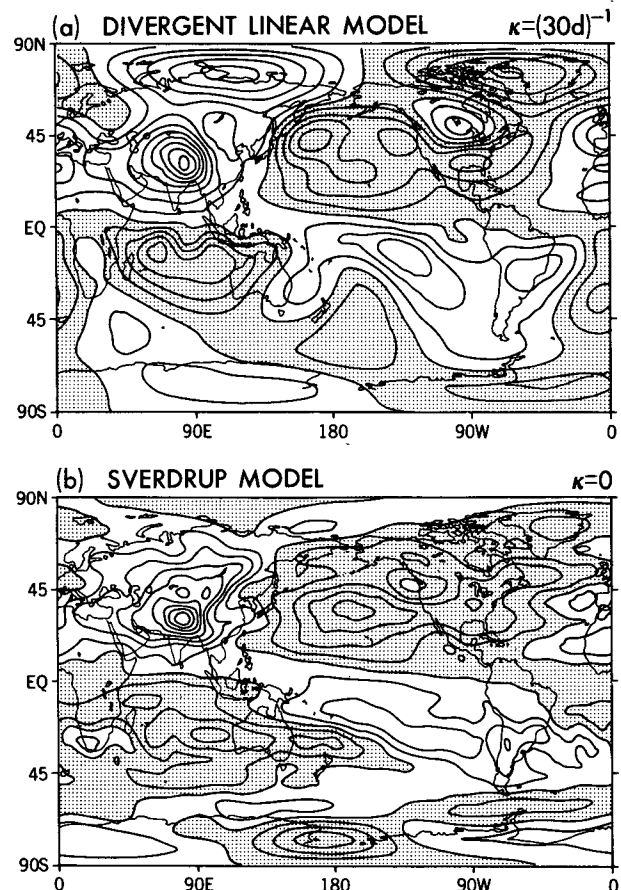 (a) DIVERGENT LINEAR MODEL κ=(30d)⁻¹
90N
45
EQ
45
90S
0 90E 180 90W 0
(b) SVERDRUP MODEL κ=0
90N
45
EQ
45
90S
0 90E 180 90W 0